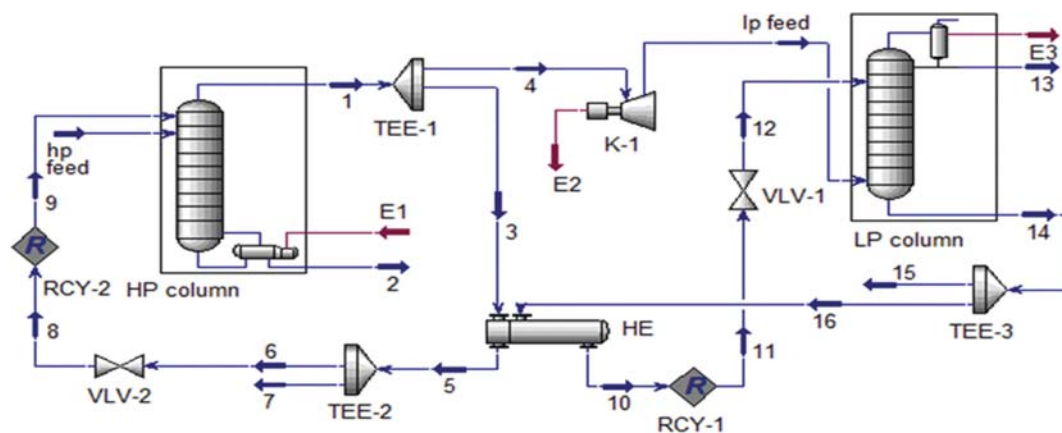 lp feed
E3
13
1
4
TEE-1
K-1
12
hp
feed
E2
VLV-1
9
E1
3
14
LP column
R
2
RCY-2
HP column
15
16
TEE-3
HE
8
6
5
11
7
10
R
VLV-2
TEE-2
RCY-1